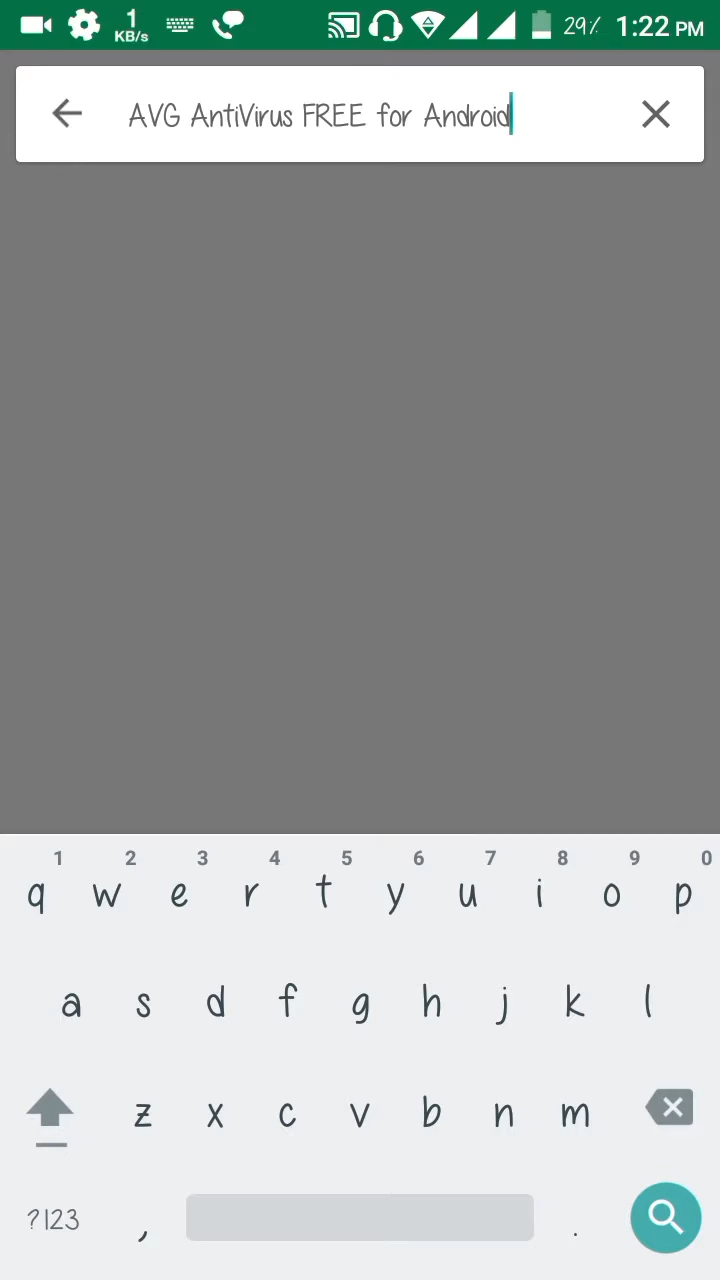 1 KB/s 29% 1:22 PM
AVG AntiVirus FREE for Android
1 2 3 4 5 6 7 8 9 0
q w e r t y u i o p
a s d f g h j k l
z x c v b n m
?123 , .